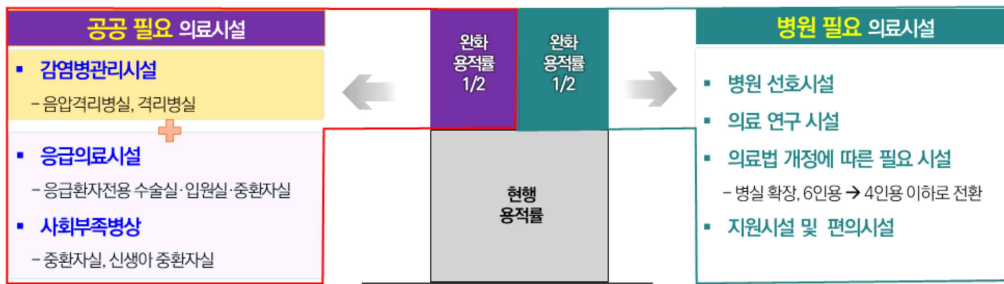 공공 필요 의료시설
▪ 감염병관리시설
– 음압격리병실, 격리병실
▪ 응급의료시설
– 응급환자전용 수술실·입원실·중환자실
▪ 사회부족병상
– 중환자실, 신생아 중환자실
완화
용적률
1/2
완화
용적률
1/2
현행
용적률
병원 필요 의료시설
▪ 병원 선호시설
▪ 의료 연구 시설
▪ 의료법 개정에 따른 필요 시설
– 병실 확장, 6인용 → 4인용 이하로 전환
▪ 지원시설 및 편의시설